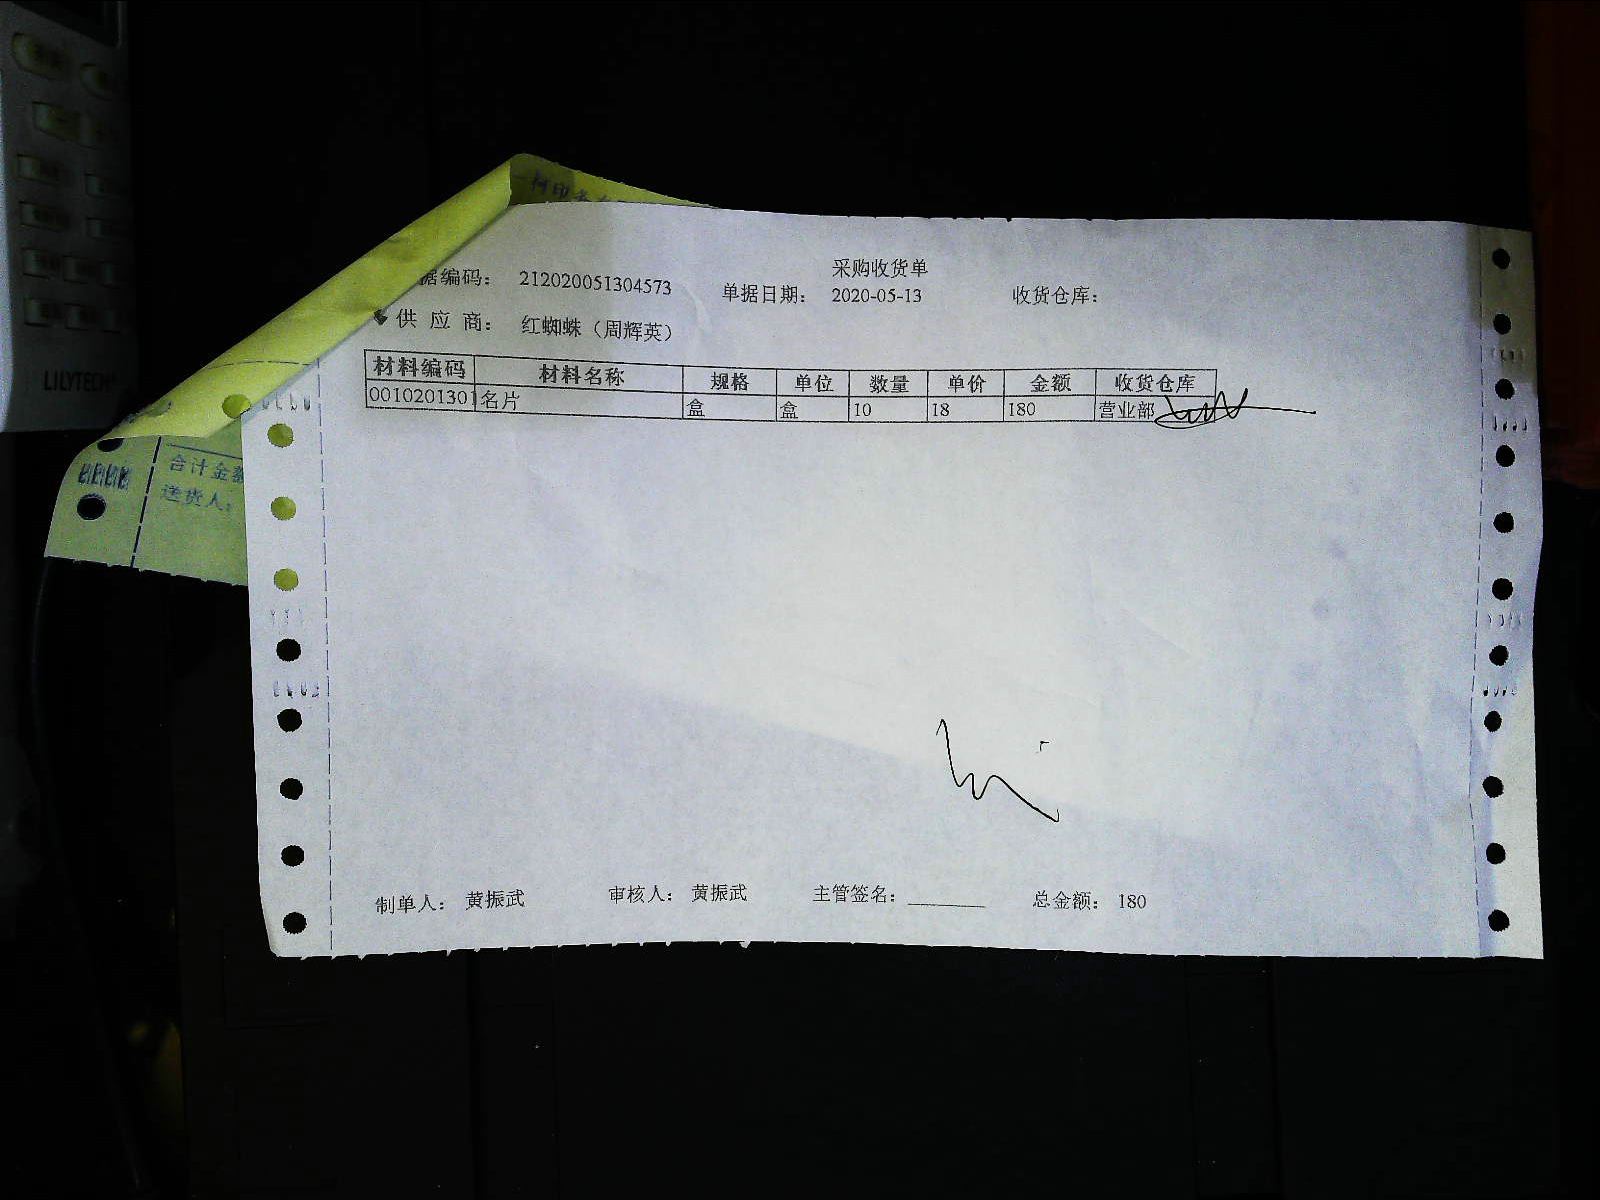 采购收货单
据编码： 212020051304573 单据日期： 2020-05-13 收货仓库：
供 应 商： 红蜘蛛（周辉英）
材料编码 材料名称 规格 单位 数量 单价 金额 收货仓库
0010201301 名片 盒 盒 10 18 180 营业部
合计金额
送货人：
制单人： 黄振武 审核人： 黄振武 主管签名：________ 总金额： 180
LILYTECH